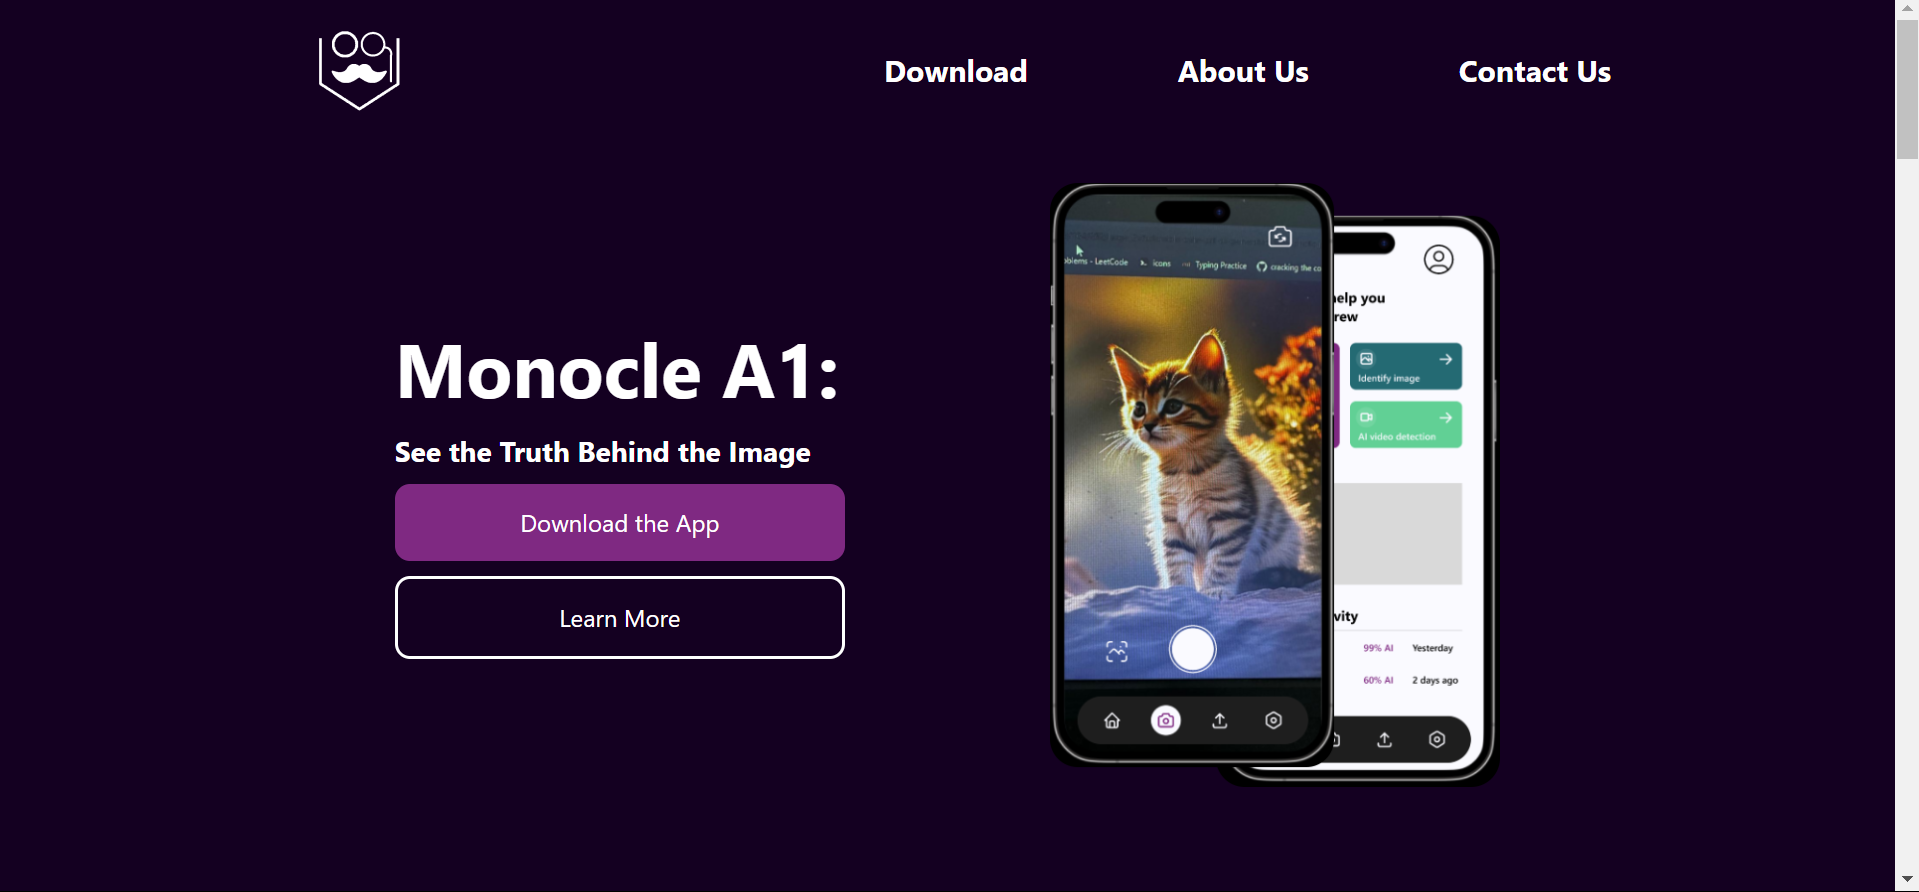 Download
About Us
Contact Us
Monocle A1:
See the Truth Behind the Image
Download the App
Learn More
oblems - LeetCode
icons
Typing Practice
cracking the co
help you
rew
Identify image
AI video detection
vity
99% AI Yesterday
60% AI 2 days ago